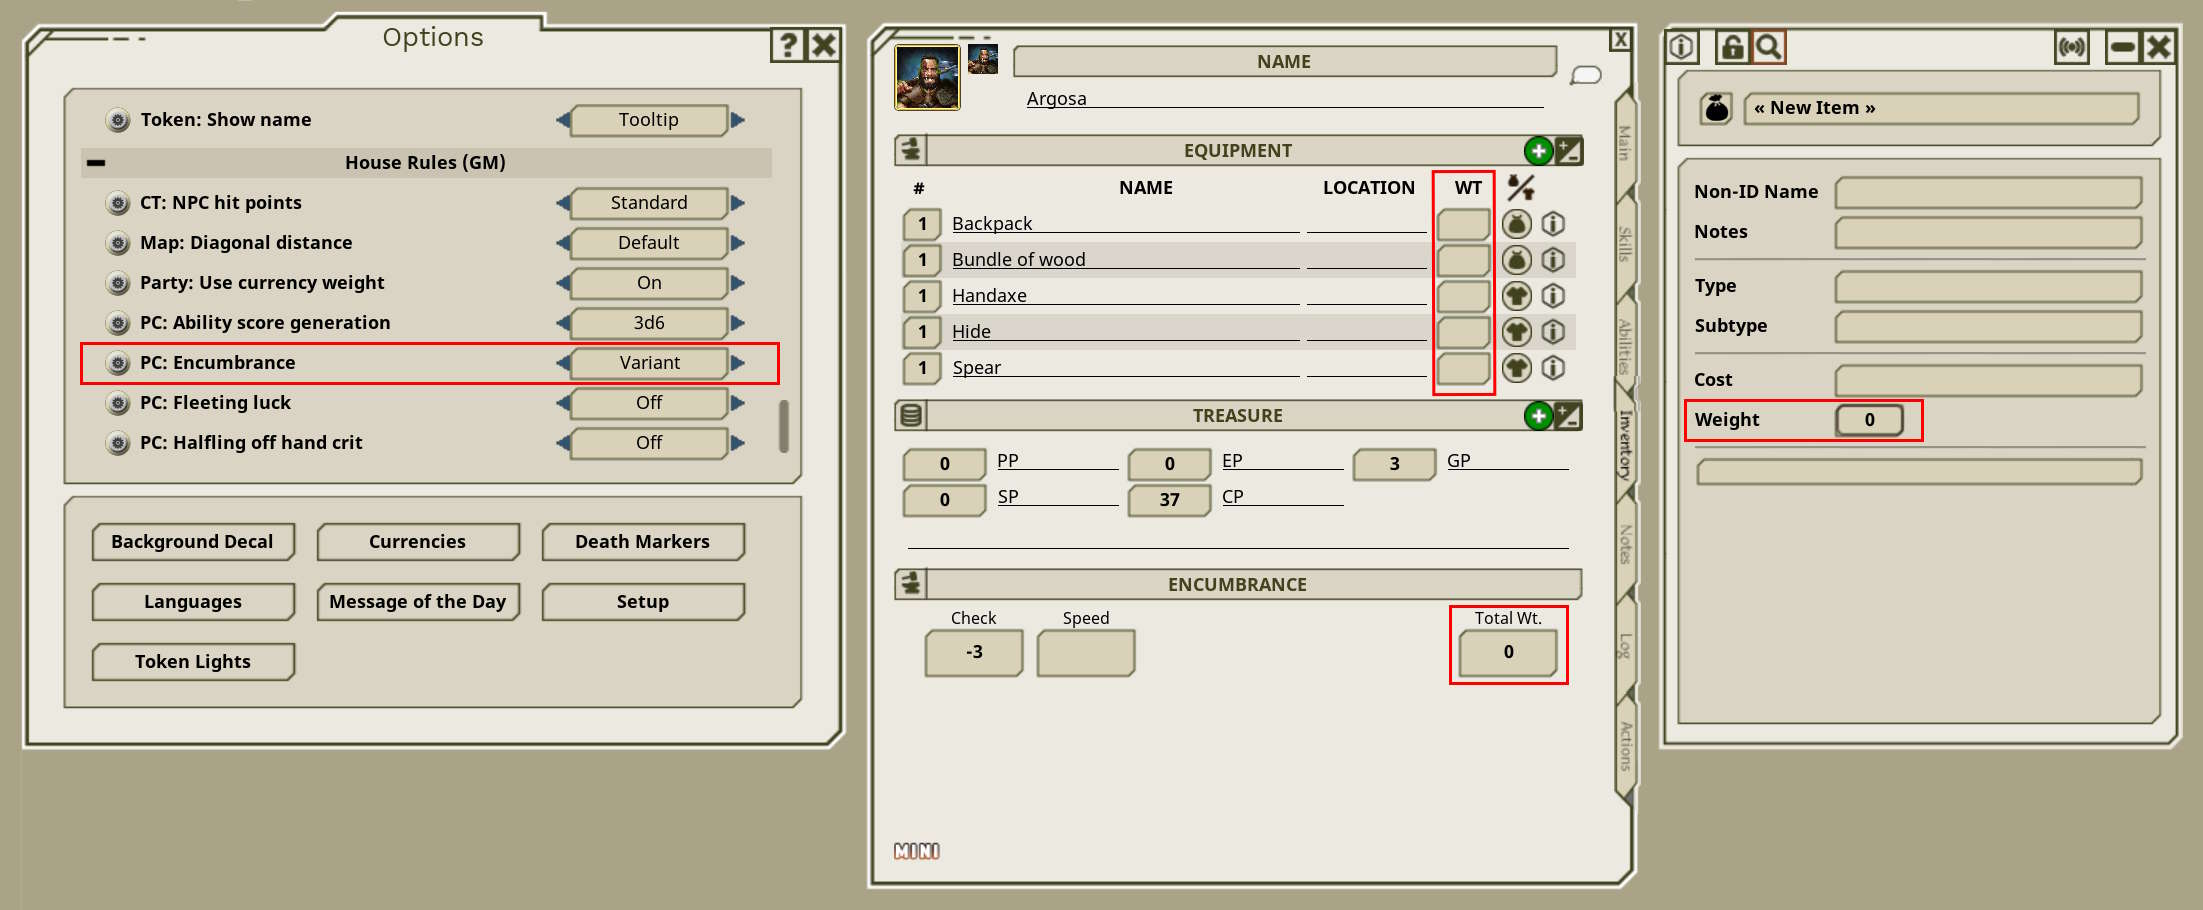 Options
?
Token: Show name Tooltip
House Rules (GM)
CT: NPC hit points Standard
Map: Diagonal distance Default
Party: Use currency weight On
PC: Ability score generation 3d6
PC: Encumbrance Variant
PC: Fleeting luck Off
PC: Halfling off hand crit Off
Background Decal Currencies Death Markers
Languages Message of the Day Setup
Token Lights
X
NAME
Argosa
EQUIPMENT
# NAME LOCATION WT
1 Backpack
1 Bundle of wood
1 Handaxe
1 Hide
1 Spear
TREASURE
0 PP 0 EP 3 GP
0 SP 37 CP
ENCUMBRANCE
Check Speed Total Wt.
-3 0
MINI
Main
Skills
Abilities
Inventory
Notes
Log
Actions
« New Item »
Non-ID Name
Notes
Type
Subtype
Cost
Weight 0